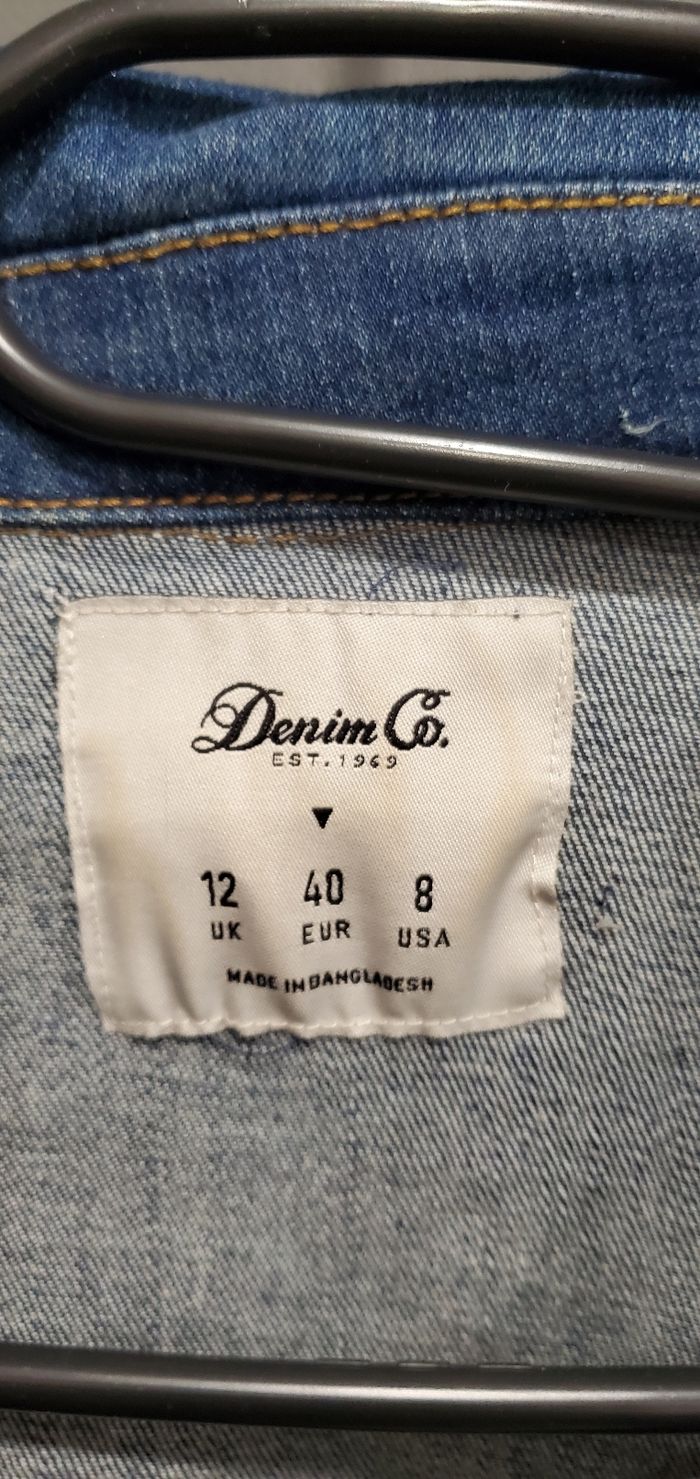 Denim Co.
EST. 1969
12 40 8
UK EUR USA
MADE IN BANGLADESH